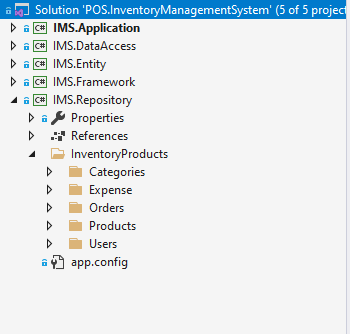 Solution 'POS.InventoryManagementSystem' (5 of 5 project
C# IMS.Application
C# IMS.DataAccess
C# IMS.Entity
C# IMS.Framework
C# IMS.Repository
Properties
References
InventoryProducts
Categories
Expense
Orders
Products
Users
app.config